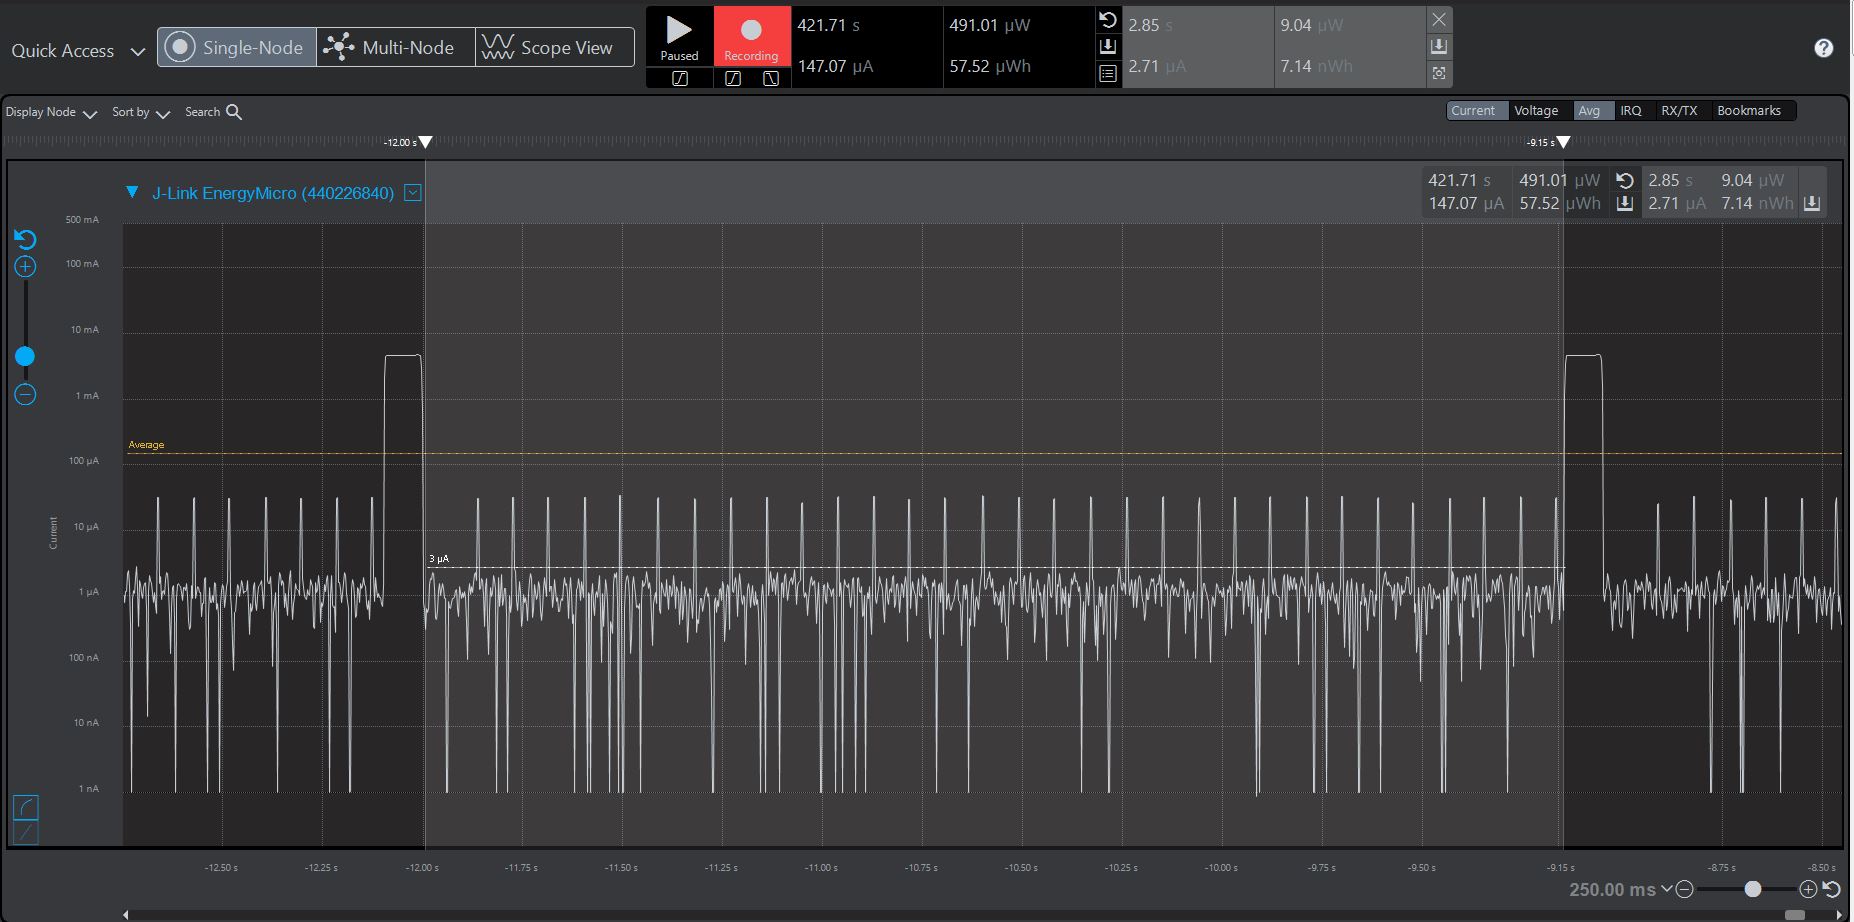 Quick Access
Single-Node
Multi-Node
Scope View
Paused
Recording
421.71 s
491.01 µW
147.07 µA
57.52 µWh
2.85 s
9.04 µW
2.71 µA
7.14 nWh
Display Node
Sort by
Search
Current Voltage Avg IRQ RX/TX Bookmarks
-12.00 s
-9.15 s
J-Link EnergyMicro (440226840)
421.71 s 491.01 µW 2.85 s 9.04 µW
147.07 µA 57.52 µWh 2.71 µA 7.14 nWh
500 mA
100 mA
10 mA
1 mA
Average
100 µA
Current
10 µA
3 µA
1 µA
100 nA
10 nA
1 nA
-12.50 s -12.25 s -12.00 s -11.75 s -11.50 s -11.25 s -11.00 s -10.75 s -10.50 s -10.25 s -10.00 s -9.75 s -9.50 s -9.15 s -8.75 s -8.50 s
250.00 ms